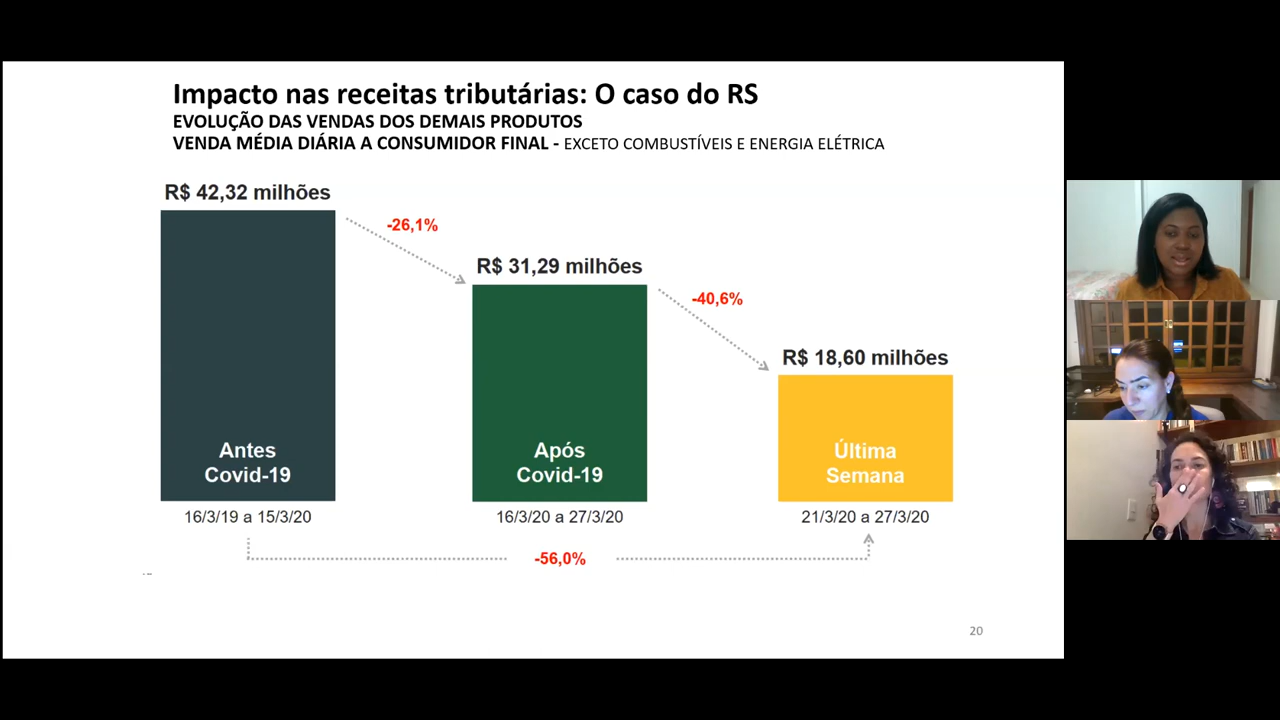 Impacto nas receitas tributárias: O caso do RS
EVOLUÇÃO DAS VENDAS DOS DEMAIS PRODUTOS
VENDA MÉDIA DIÁRIA A CONSUMIDOR FINAL - EXCETO COMBUSTÍVEIS E ENERGIA ELÉTRICA
R$ 42,32 milhões
-26,1%
R$ 31,29 milhões
-40,6%
R$ 18,60 milhões
Antes
Covid-19
Após
Covid-19
Última
Semana
16/3/19 a 15/3/20
16/3/20 a 27/3/20
21/3/20 a 27/3/20
-56,0%
20